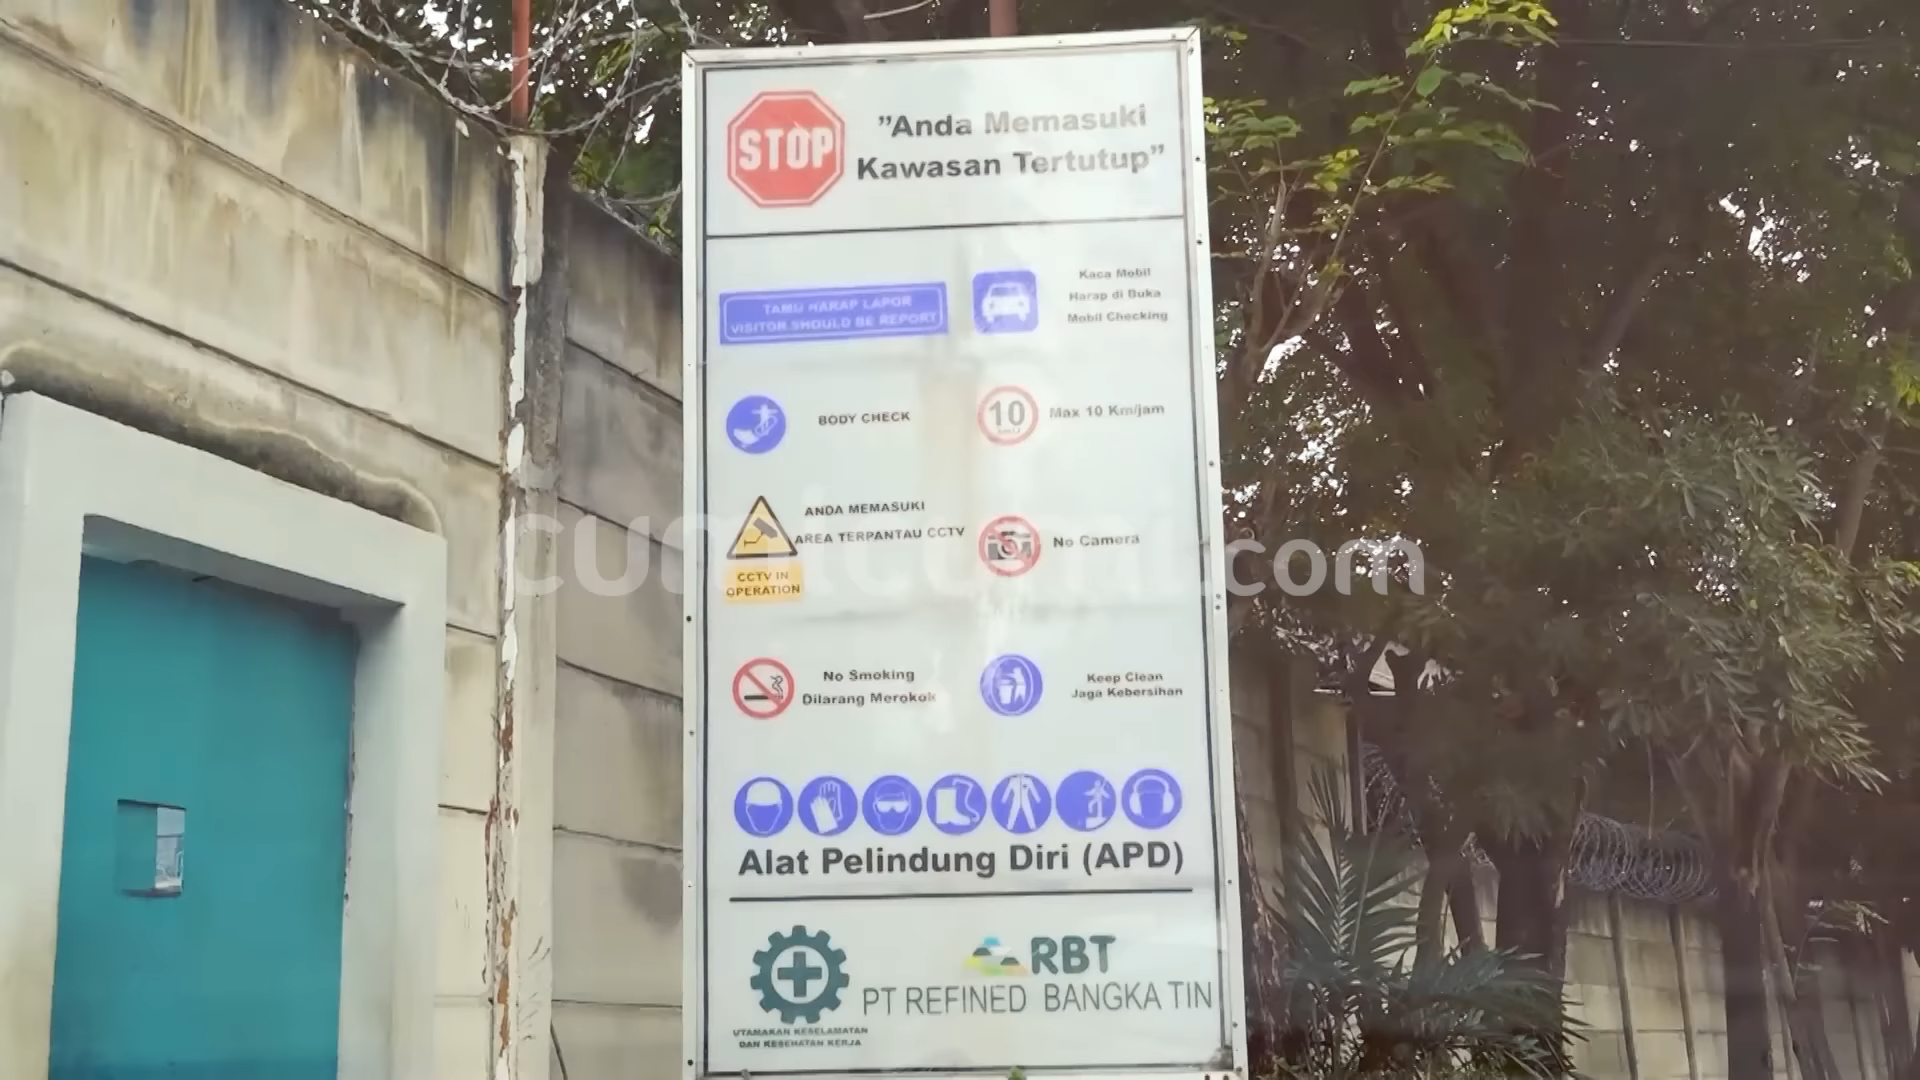 STOP
"Anda Memasuki
Kawasan Tertutup"
TAMU HARAP LAPOR
VISITOR SHOULD BE REPORT
Kaca Mobil
Harap di Buka
Mobil Checking
BODY CHECK
10
Max 10 Km/jam
ANDA MEMASUKI
AREA TERPANTAU CCTV
CCTV IN
OPERATION
No Camera
No Smoking
Dilarang Merokok
Keep Clean
Jaga Kebersihan
Alat Pelindung Diri (APD)
RBT
PT REFINED BANGKA TIN
UTAMAKAN KESELAMATAN
DAN KESEHATAN KERJA
cumicumi.com